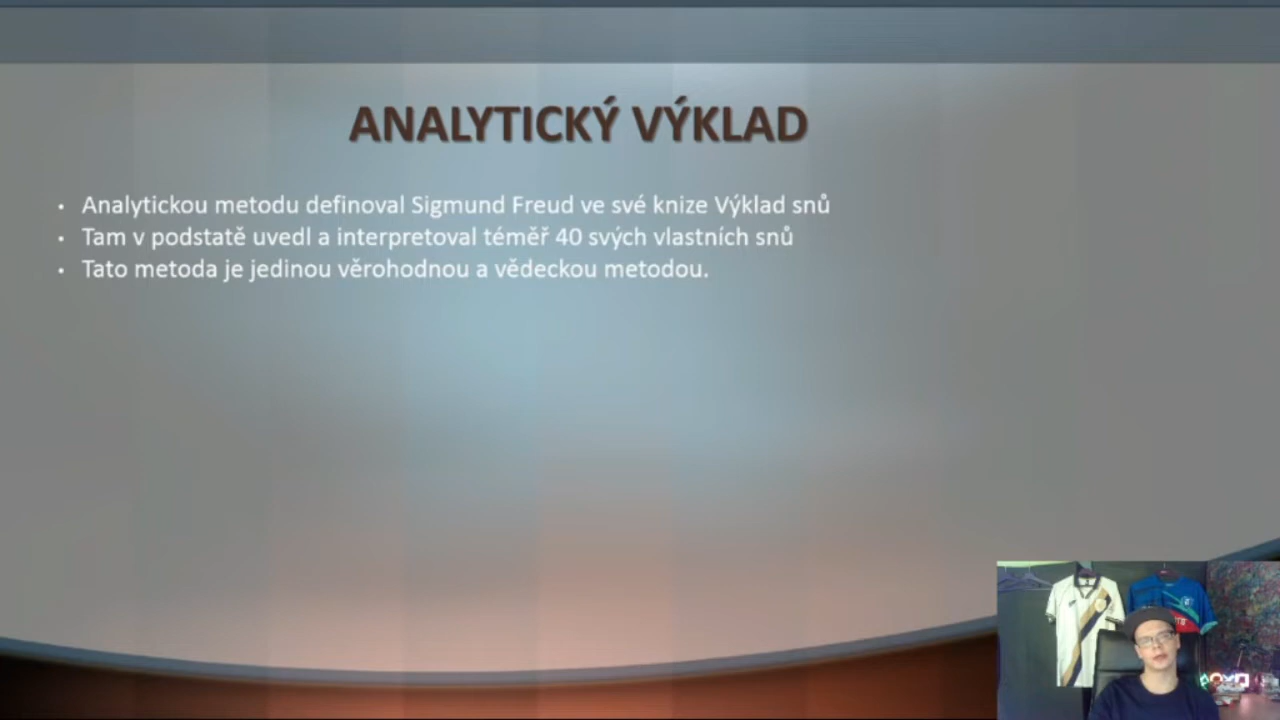 ANALYTICKÝ VÝKLAD
• Analytickou metodu definoval Sigmund Freud ve své knize Výklad snů
• Tam v podstatě uvedl a interpretoval téměř 40 svých vlastních snů
• Tato metoda je jedinou věrohodnou a vědeckou metodou.